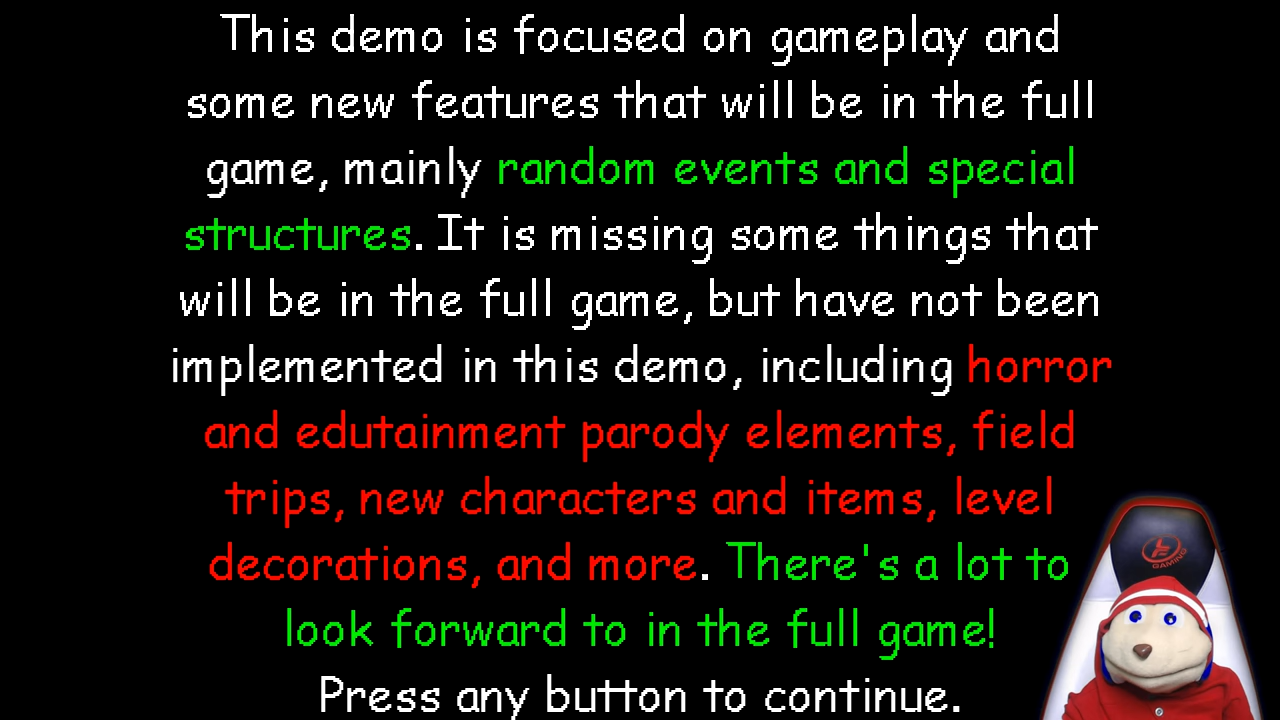 This demo is focused on gameplay and
some new features that will be in the full
game, mainly random events and special
structures. It is missing some things that
will be in the full game, but have not been
implemented in this demo, including horror
and edutainment parody elements, field
trips, new characters and items, level
decorations, and more. There's a lot to
look forward to in the full game!
Press any button to continue.
GAMING